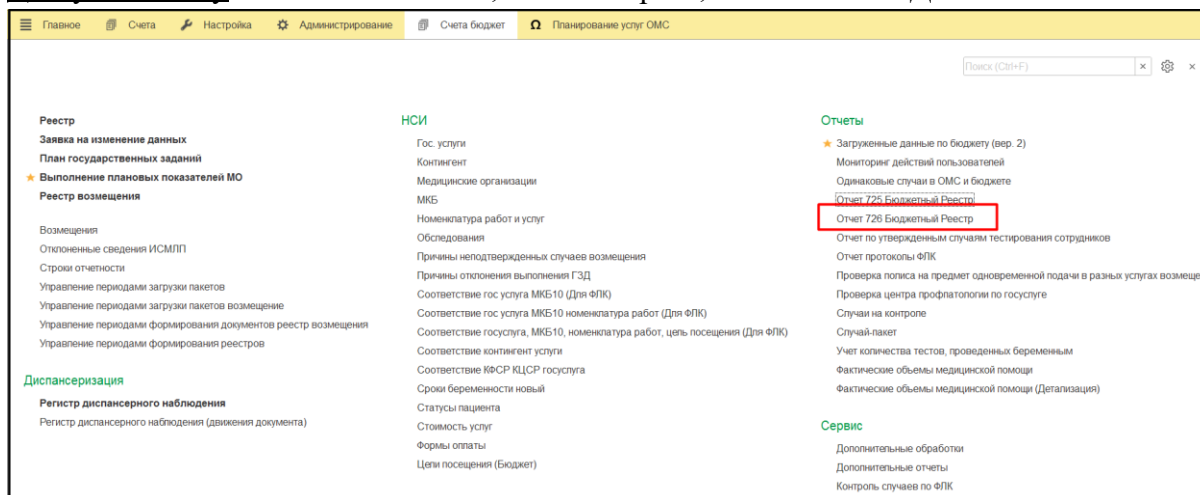 Главное Счета Настройка Администрирование Счета бюджет Планирование услуг ОМС
Поиск (Ctrl+F)
Реестр
Заявка на изменение данных
План государственных заданий
Выполнение плановых показателей МО
Реестр возмещения
Возмещения
Отклоненные сведения ИСМЛП
Строки отчетности
Управление периодами загрузки пакетов
Управление периодами загрузки пакетов возмещение
Управление периодами формирования документов реестр возмещения
Управление периодами формирования реестров
Диспансеризация
Регистр диспансерного наблюдения
Регистр диспансерного наблюдения (движения документа)
НСИ
Гос. услуги
Контингент
Медицинские организации
МКБ
Номенклатура работ и услуг
Обследования
Причины неподтвержденных случаев возмещения
Причины отклонения выполнения ГЗД
Соответствие гос услуга МКБ10 (Для ФЛК)
Соответствие гос услуга МКБ10 номенклатура работ (Для ФЛК)
Соответствие госуслуга, МКБ10, номенклатура работ, цель посещения (Для ФЛК)
Соответствие контингент услуги
Соответствие КФСР КЦСР госуслуга
Сроки беременности новый
Статусы пациента
Стоимость услуг
Формы оплаты
Цели посещения (Бюджет)
Отчеты
Загруженные данные по бюджету (вер. 2)
Мониторинг действий пользователей
Одинаковые случаи в ОМС и бюджете
Отчет 725 Бюджетный Реестр
Отчет 726 Бюджетный Реестр
Отчет по утвержденным случаям тестирования сотрудников
Отчет протоколы ФЛК
Проверка полиса на предмет одновременной подачи в разных услугах возмеще
Проверка центра профпатологии по госуслуге
Случаи на контроле
Случай-пакет
Учет количества тестов, проведенных беременным
Фактические объемы медицинской помощи
Фактические объемы медицинской помощи (Детализация)
Сервис
Дополнительные обработки
Дополнительные отчеты
Контроль случаев по ФЛК